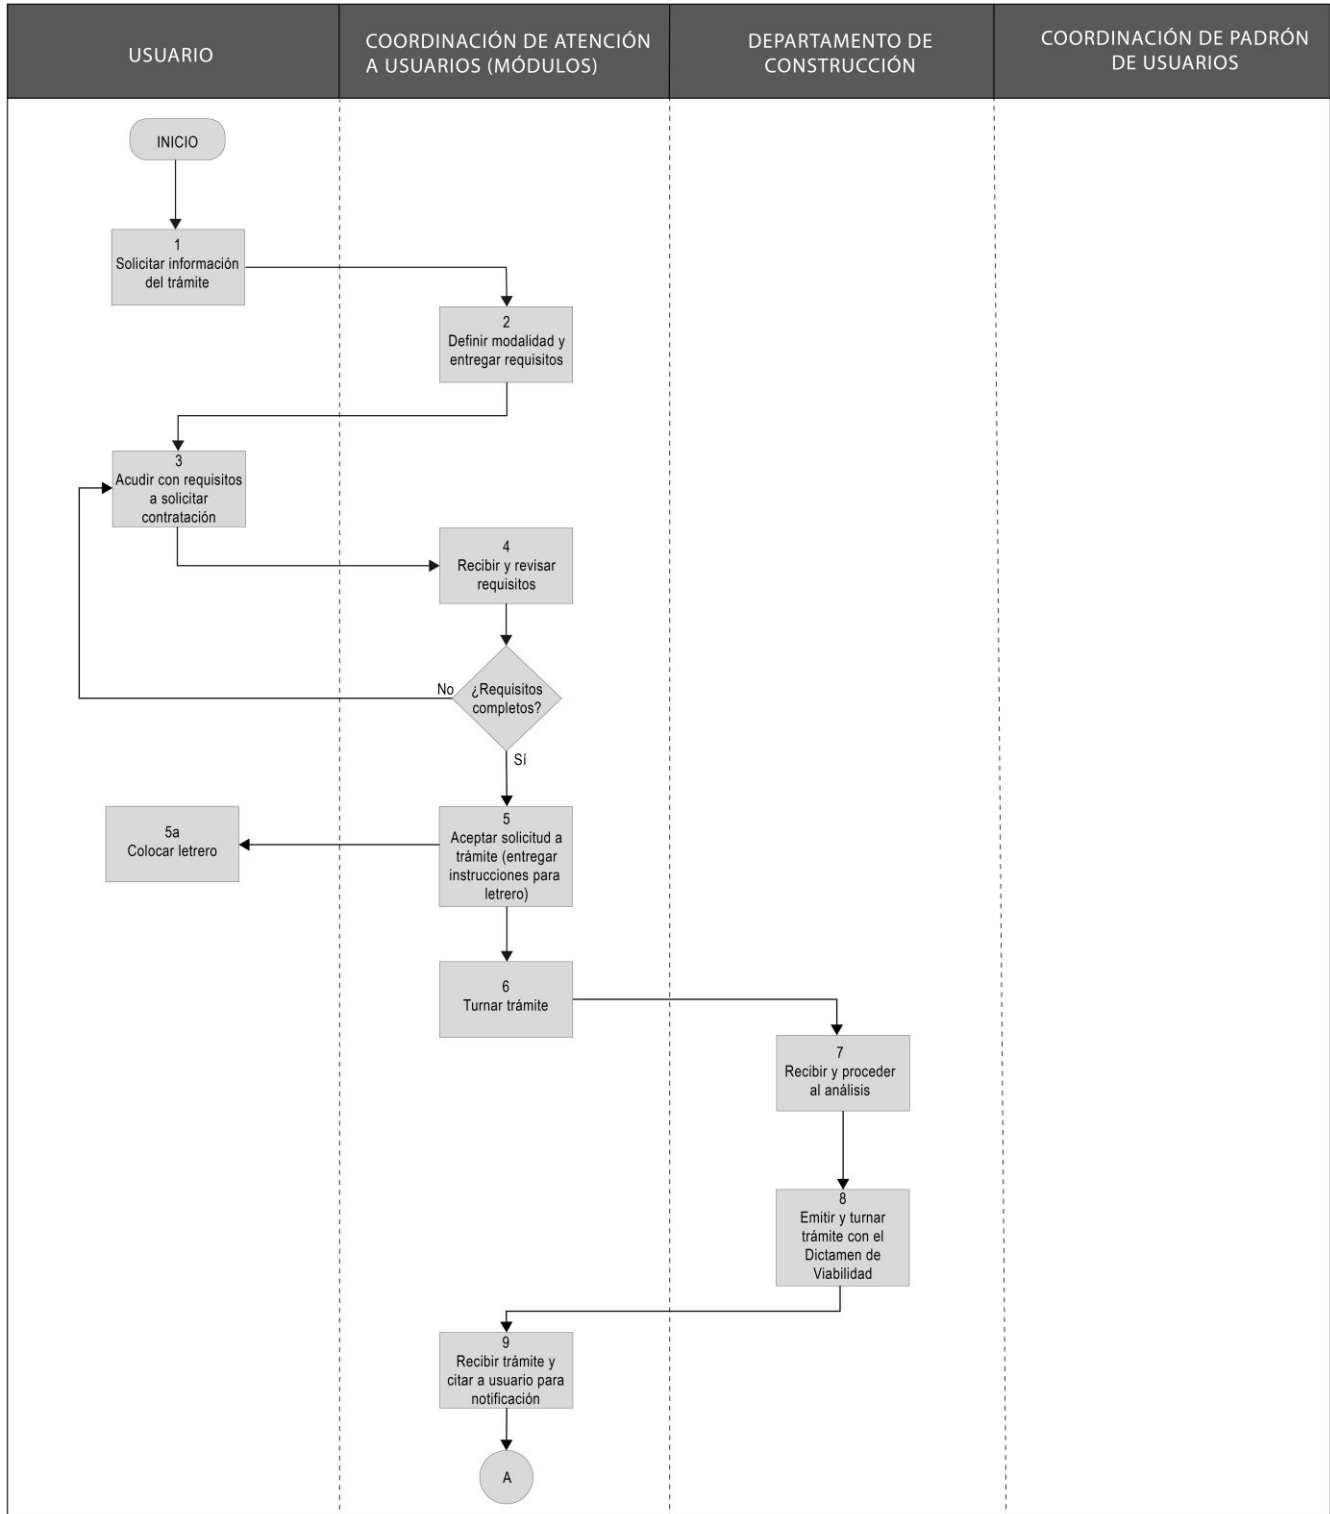 USUARIO
COORDINACIÓN DE ATENCIÓN
A USUARIOS (MÓDULOS)
DEPARTAMENTO DE
CONSTRUCCIÓN
COORDINACIÓN DE PADRÓN
DE USUARIOS
INICIO
1
Solicitar información
del trámite
2
Definir modalidad y
entregar requisitos
3
Acudir con requisitos
a solicitar
contratación
4
Recibir y revisar
requisitos
¿Requisitos
completos?
No
Sí
5
Aceptar solicitud a
trámite (entregar
instrucciones para
letrero)
5a
Colocar letrero
6
Turnar trámite
7
Recibir y proceder
al análisis
8
Emitir y turnar
trámite con el
Dictamen de
Viabilidad
9
Recibir trámite y
citar a usuario para
notificación
A